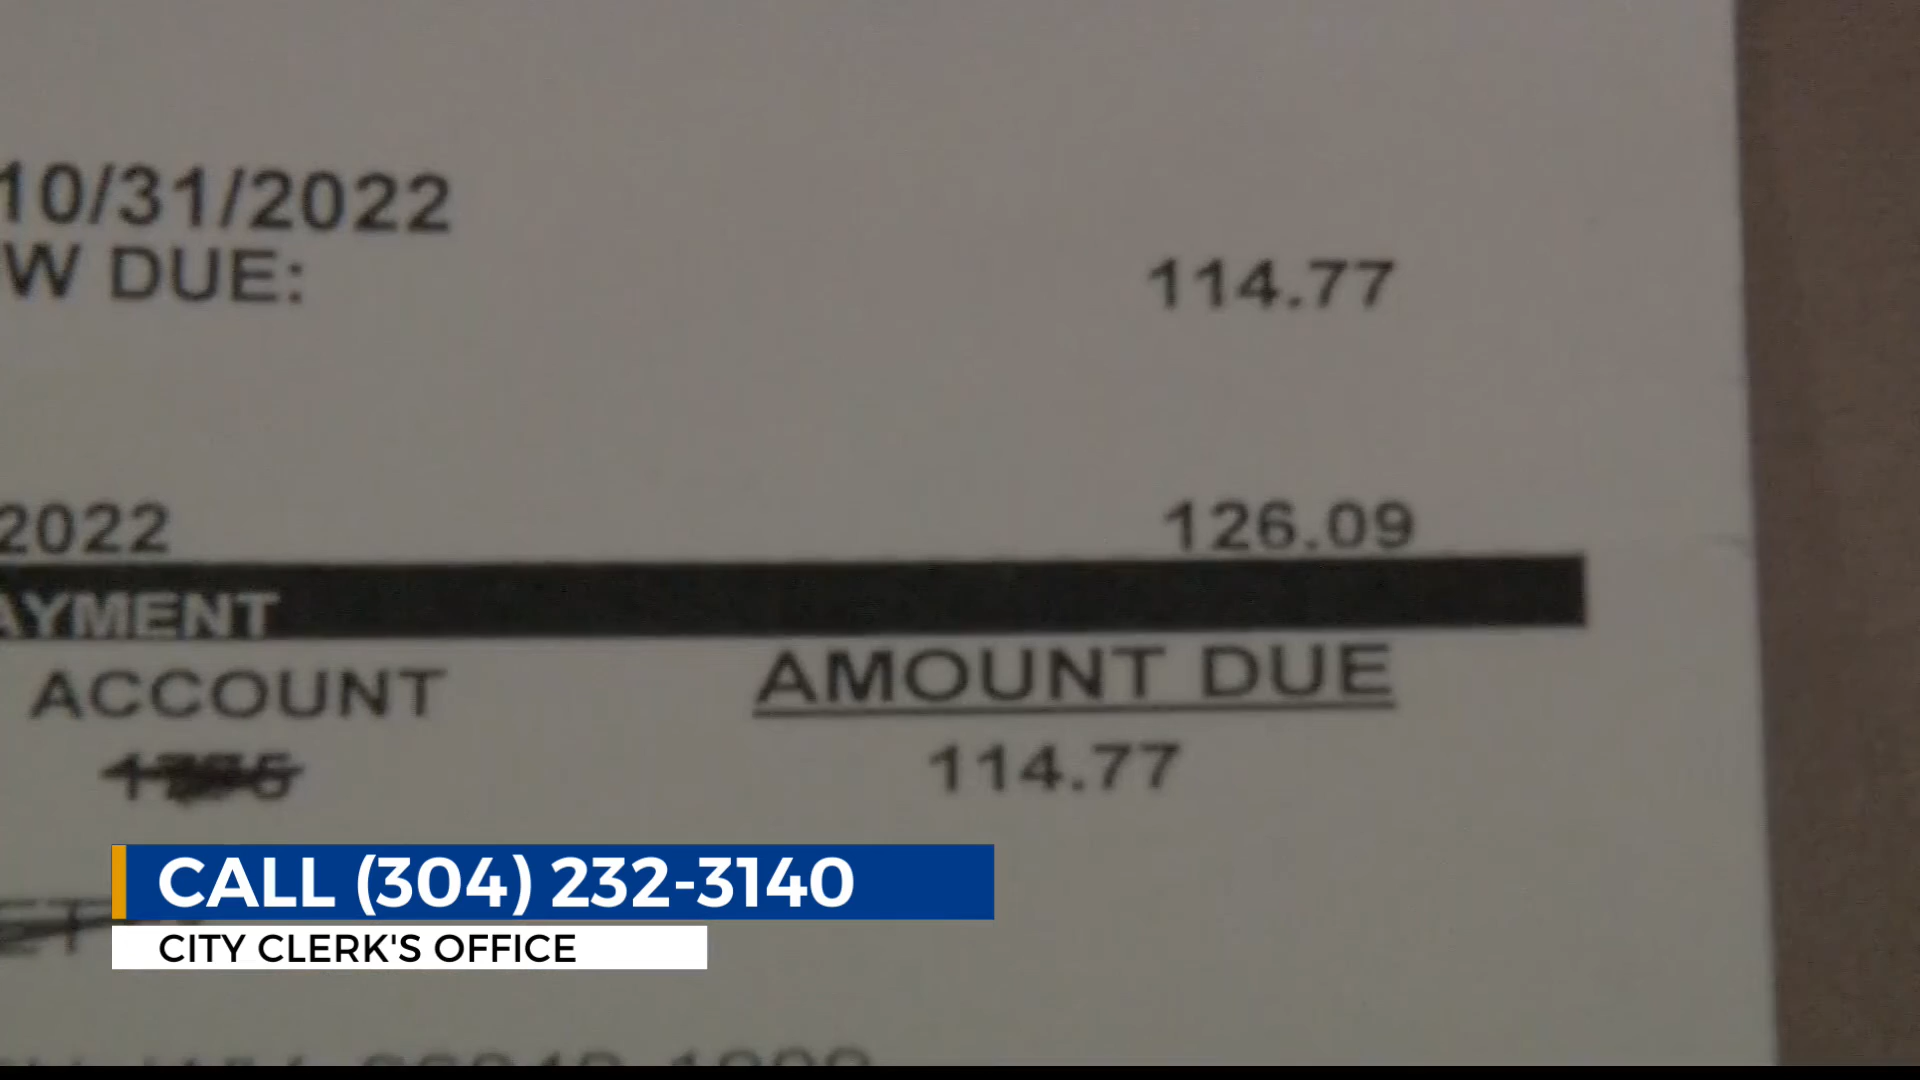 10/31/2022
W DUE: 114.77
2022 126.09
AYMENT
ACCOUNT AMOUNT DUE
114.77
CALL (304) 232-3140
CITY CLERK'S OFFICE